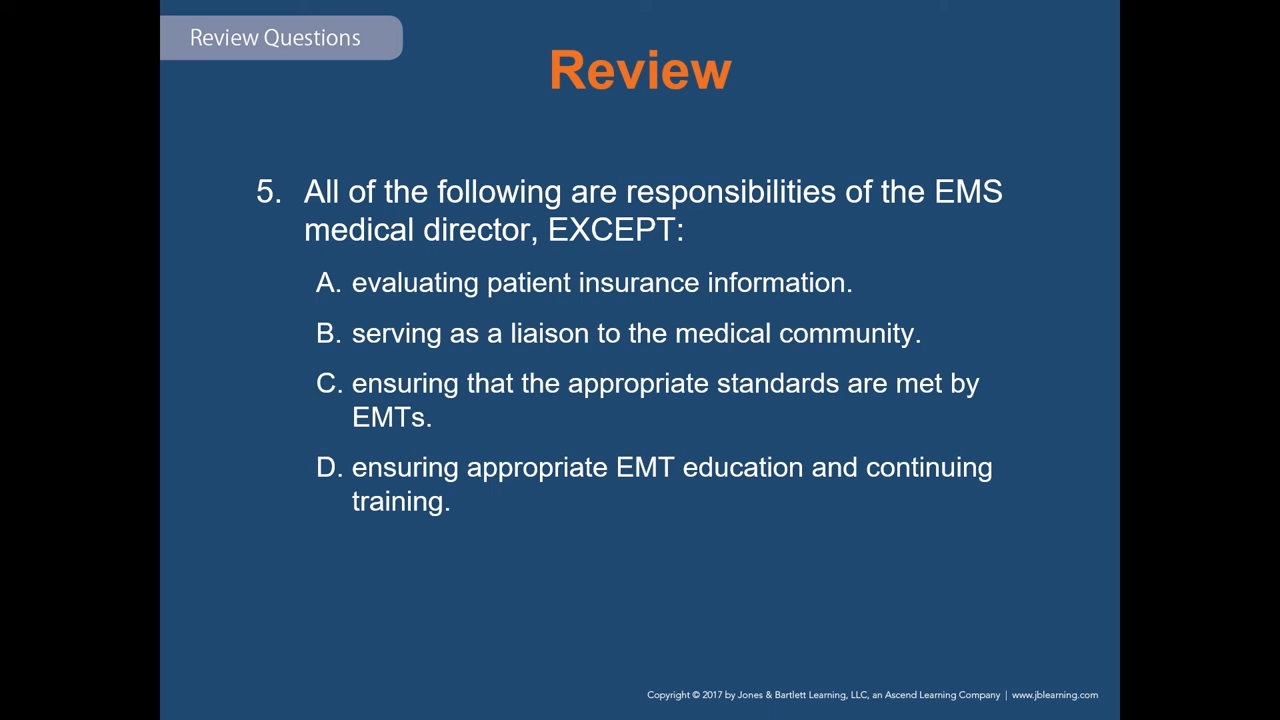 Review Questions
Review
5. All of the following are responsibilities of the EMS
medical director, EXCEPT:
A. evaluating patient insurance information.
B. serving as a liaison to the medical community.
C. ensuring that the appropriate standards are met by
EMTs.
D. ensuring appropriate EMT education and continuing
training.
Copyright © 2017 by Jones & Bartlett Learning, LLC, an Ascend Learning Company | www.jblearning.com